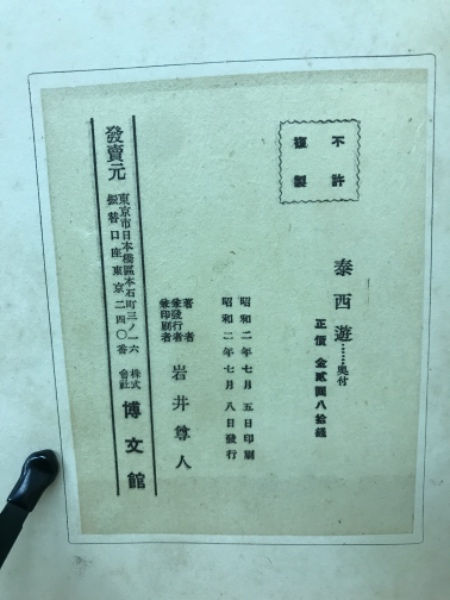 不許
複製
泰西遊……奥付
正價金貳圓八拾錢
昭和二年七月五日印刷
昭和二年七月八日發行
著者
兼發行者
兼印刷者
岩井尊人
發賣元
東京市日本橋區本石町三ノ一六
振替口座東京二四〇番
株式會社
博文館